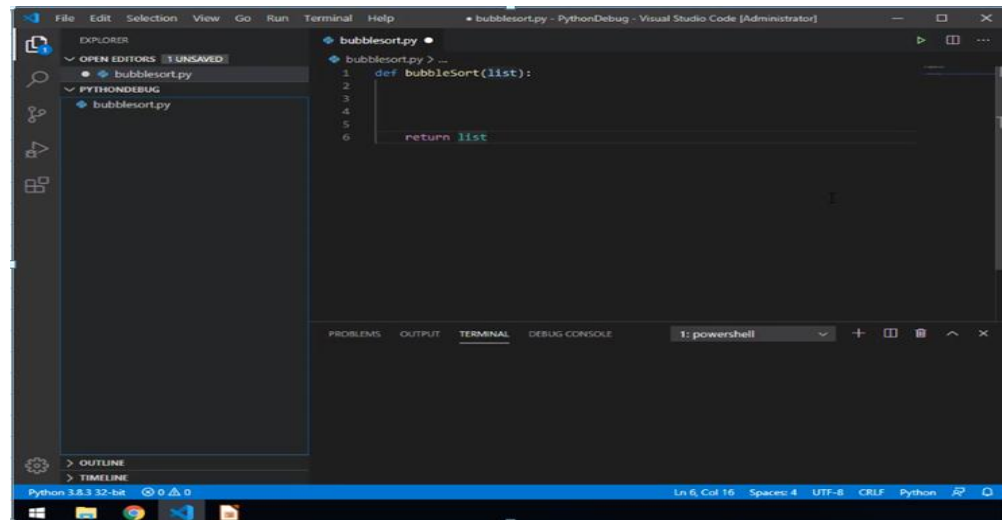 File Edit Selection View Go Run Terminal Help
● bubblesort.py - PythonDebug - Visual Studio Code [Administrator]
EXPLORER
OPEN EDITORS 1 UNSAVED
bubblesort.py
PYTHONDEBUG
bubblesort.py
OUTLINE
TIMELINE
bubblesort.py ●
bubblesort.py > ...
1 def bubbleSort(list):
2
3
4
5
6 return list
PROBLEMS OUTPUT TERMINAL DEBUG CONSOLE 1: powershell
1
Python 3.8.3 32-bit 0 0 Ln 6, Col 16 Spaces: 4 UTF-8 CRLF Python